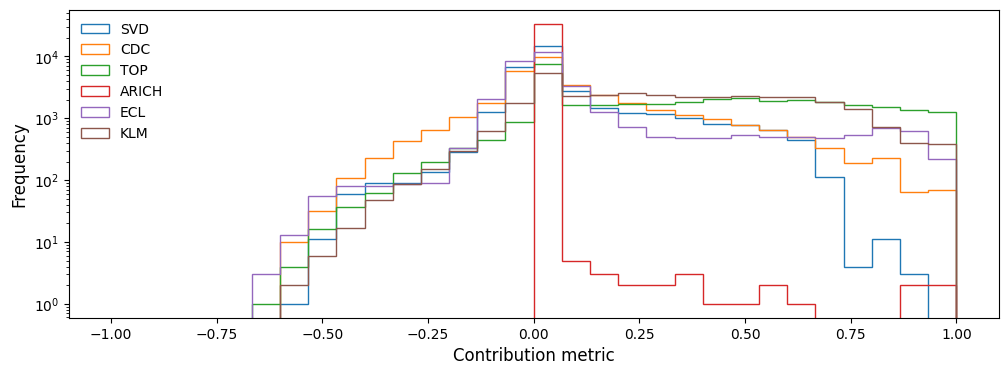 SVD
CDC
TOP
ARICH
ECL
KLM
Frequency
10⁴
10³
10²
10¹
10⁰
−1.00 −0.75 −0.50 −0.25 0.00 0.25 0.50 0.75 1.00
Contribution metric